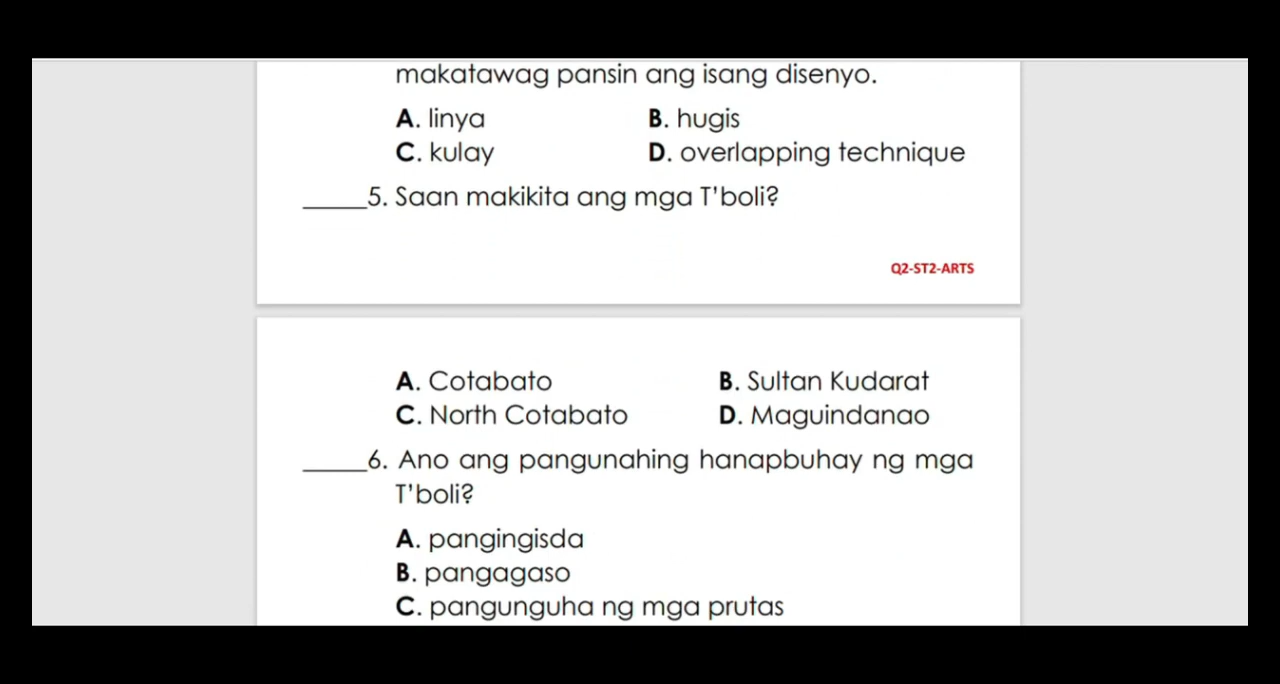 makatawag pansin ang isang disenyo.
A. linya B. hugis
C. kulay D. overlapping technique
_____5. Saan makikita ang mga T'boli?
Q2-ST2-ARTS
A. Cotabato B. Sultan Kudarat
C. North Cotabato D. Maguindanao
_____6. Ano ang pangunahing hanapbuhay ng mga
T'boli?
A. pangingisda
B. pangagaso
C. pangunguha ng mga prutas